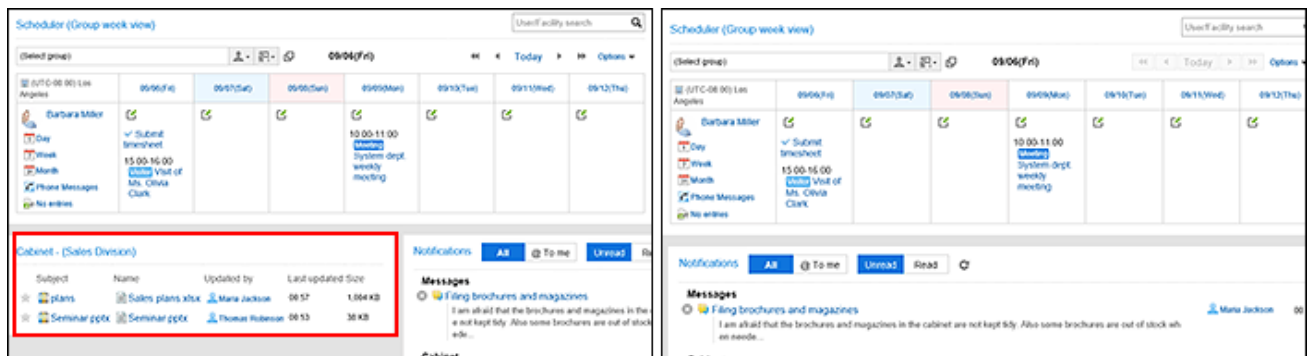 Scheduler (Group week view)
User/Facility search
(Select group)
09/06(Fri)
Today
Options
(UTC-08:00) Los Angeles
09/06(Fri)
09/07(Sat)
09/08(Sun)
09/09(Mon)
09/10(Tue)
09/11(Wed)
09/12(Thu)
Barbara Miller
Day
Week
Month
Phone Messages
No entries
Submit
timesheet
15:00-16:00
Visitor Visit of
Ms. Olivia
Clark
10:00-11:00
Meeting
System dept.
weekly
meeting
Cabinet - (Sales Division)
Subject Name Updated by Last updated Size
plans Sales plans.xlsx Maria Jackson 08:57 1,064 KB
Seminar.pptx Seminar.pptx Thomas Robinson 08:53 38 KB
Notifications All @ To me Unread Re
Messages
Filing brochures and magazines
I am afraid that the brochures and magazines in the
e not kept tidy. Also some brochures are out of stock
ede...
Scheduler (Group week view)
User/Facility search
(Select group)
09/06(Fri)
Today
Options
(UTC-08:00) Los
Angeles
09/06(Fri)
09/07(Sat)
09/08(Sun)
09/09(Mon)
09/10(Tue)
09/11(Wed)
09/12(Thu)
Barbara Miller
Day
Week
Month
Phone Messages
No entries
Submit
timesheet
15:00-16:00
Visitor Visit of
Ms. Olivia
Clark
10:00-11:00
Meeting
System dept.
weekly
meeting
Notifications All @ To me Unread Read
Messages
Filing brochures and magazines Maria Jackson 00
I am afraid that the brochures and magazines in the cabinet are not kept tidy. Also some brochures are out of stock wh
en neede...